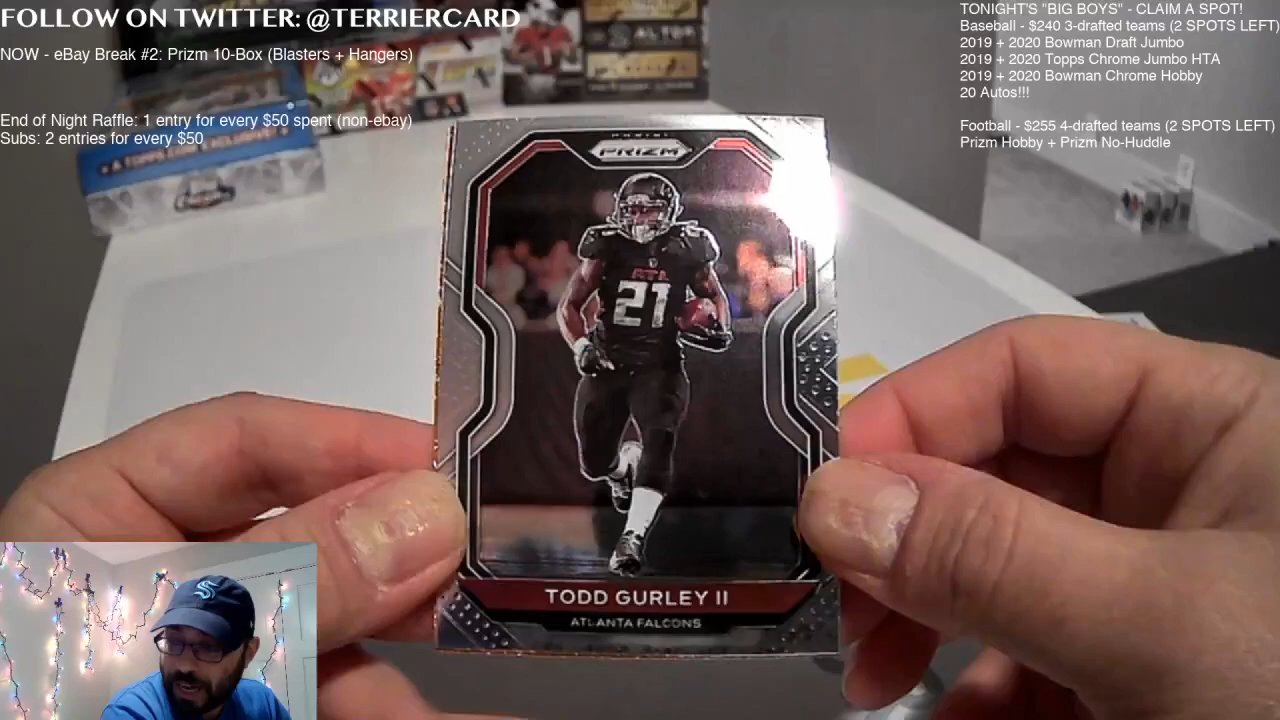 FOLLOW ON TWITTER: @TERRIERCARD
NOW - eBay Break #2: Prizm 10-Box (Blasters + Hangers)
End of Night Raffle: 1 entry for every $50 spent (non-ebay)
Subs: 2 entries for every $50
TONIGHT'S "BIG BOYS" - CLAIM A SPOT!
Baseball - $240 3-drafted teams (2 SPOTS LEFT)
2019 + 2020 Bowman Draft Jumbo
2019 + 2020 Topps Chrome Jumbo HTA
2019 + 2020 Bowman Chrome Hobby
20 Autos!!!
Football - $255 4-drafted teams (2 SPOTS LEFT)
Prizm Hobby + Prizm No-Huddle
PANINI
PRIZM
ATL
21
TODD GURLEY II
ATLANTA FALCONS